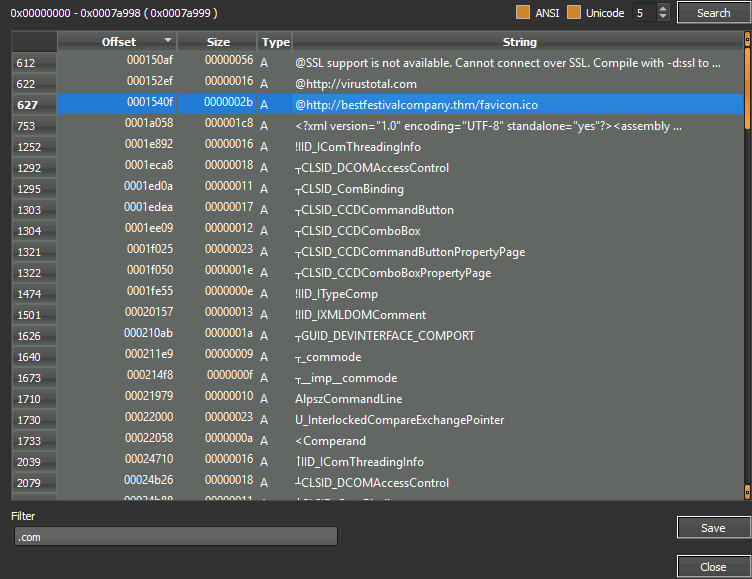 0x00000000 - 0x0007a998 ( 0x0007a999 ) ANSI Unicode 5 Search
Offset Size Type String
612 000150af 00000056 A @SSL support is not available. Cannot connect over SSL. Compile with -d:ssl to ...
622 000152ef 00000016 A @http://virustotal.com
627 0001540f 0000002b A @http://bestfestivalcompany.thm/favicon.ico
753 0001a058 000001c8 A <?xml version="1.0" encoding="UTF-8" standalone="yes"?><assembly ...
1252 0001e892 00000016 A !IID_IComThreadingInfo
1292 0001eca8 00000018 A ┬CLSID_DCOMAccessControl
1295 0001ed0a 00000011 A ┬CLSID_ComBinding
1303 0001edea 00000017 A ┬CLSID_CCDCommandButton
1304 0001ee09 00000012 A ┬CLSID_CCDComboBox
1321 0001f025 00000023 A ┬CLSID_CCDCommandButtonPropertyPage
1322 0001f050 0000001e A ┬CLSID_CCDComboBoxPropertyPage
1474 0001fe55 0000000e A !IID_ITypeComp
1501 00020157 00000013 A !IID_IXMLDOMComment
1626 000210ab 0000001a A ┬GUID_DEVINTERFACE_COMPORT
1640 000211e9 00000009 A ┬_commode
1673 000214f8 0000000f A ┬__imp__commode
1710 00021979 00000010 A AlpszCommandLine
1730 00022000 00000023 A U_InterlockedCompareExchangePointer
1733 00022058 0000000a A <Comperand
2039 00024710 00000016 A IID_IComThreadingInfo
2079 00024b26 00000018 A ┴CLSID_DCOMAccessControl
00024b88 00000011
Filter
.com
Save
Close